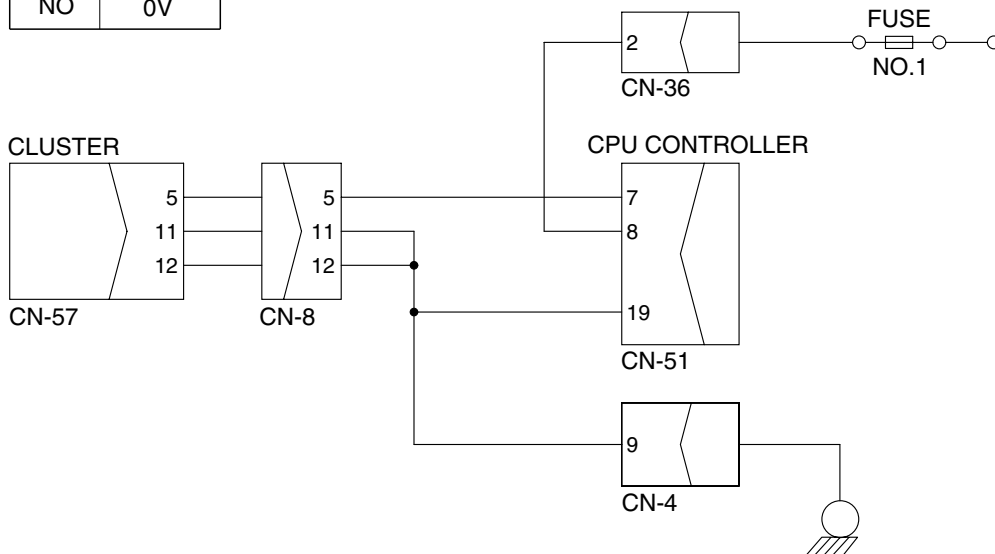 NO 0V
FUSE
2
NO.1
CN-36
CLUSTER
CPU CONTROLLER
5 5 7
11 11 8
12 12
19
CN-57 CN-8
CN-51
9
CN-4